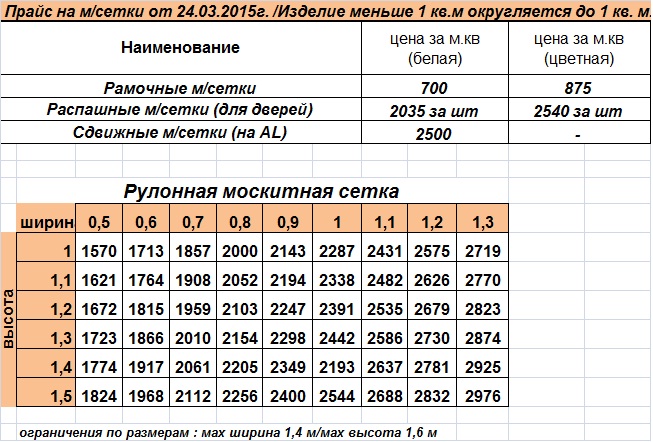 Прайс на м/сетки от 24.03.2015г. /Изделие меньше 1 кв.м округляется до 1 кв. м.
Наименование цена за м.кв (белая) цена за м.кв (цветная)
Рамочные м/сетки 700 875
Распашные м/сетки (для дверей) 2035 за шт 2540 за шт
Сдвижные м/сетки (на AL) 2500 -
Рулонная москитная сетка
ширина 0,5 0,6 0,7 0,8 0,9 1 1,1 1,2 1,3
высота
1 1570 1713 1857 2000 2143 2287 2431 2575 2719
1,1 1621 1764 1908 2052 2194 2338 2482 2626 2770
1,2 1672 1815 1959 2103 2247 2391 2535 2679 2823
1,3 1723 1866 2010 2154 2298 2442 2586 2730 2874
1,4 1774 1917 2061 2205 2349 2193 2637 2781 2925
1,5 1824 1968 2112 2256 2400 2544 2688 2832 2976
ограничения по размерам : мах ширина 1,4 м/мах высота 1,6 м